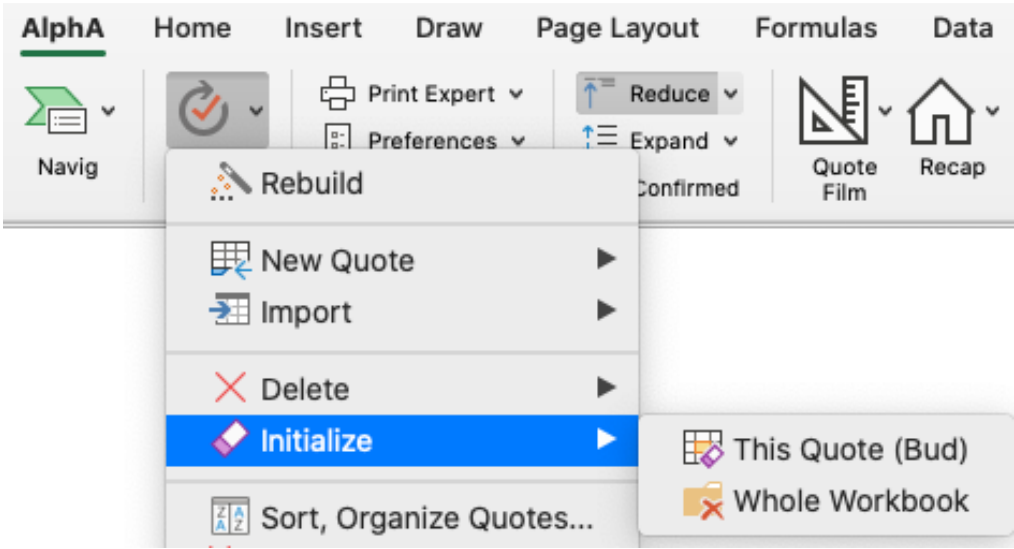 AlphA Home Insert Draw Page Layout Formulas Data
Print Expert Reduce
Preferences Expand
Navig Confirmed Quote Film Recap
Rebuild
New Quote
Import
Delete
Initialize
This Quote (Bud)
Whole Workbook
Sort, Organize Quotes...